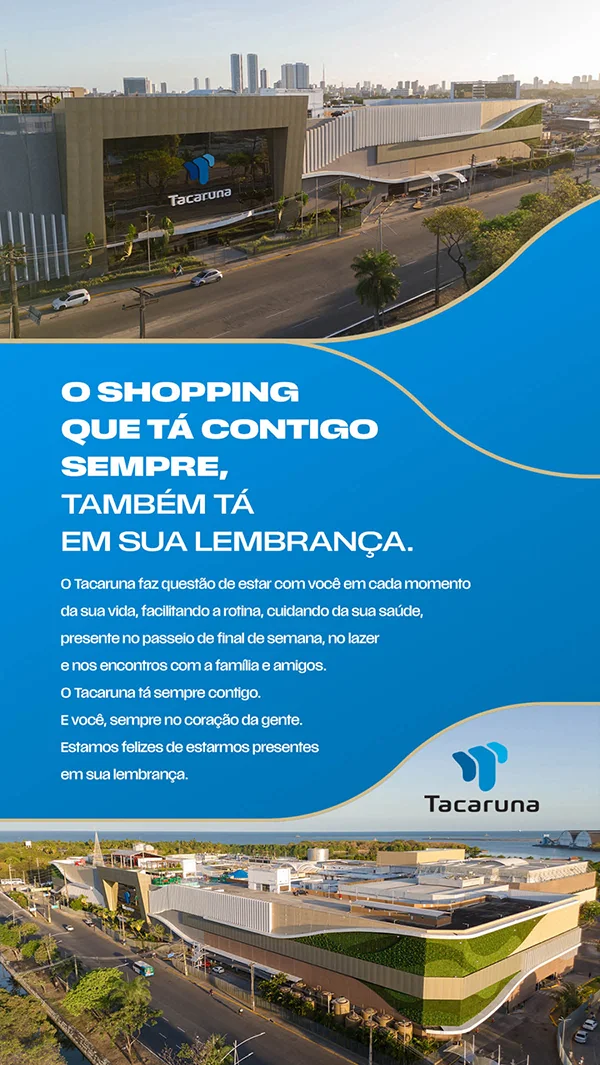 Tacaruna
O SHOPPING
QUE TÁ CONTIGO
SEMPRE,
TAMBÉM TÁ
EM SUA LEMBRANÇA.
O Tacaruna faz questão de estar com você em cada momento
da sua vida, facilitando a rotina, cuidando da sua saúde,
presente no passeio de final de semana, no lazer
e nos encontros com a família e amigos.
O Tacaruna tá sempre contigo.
E você, sempre no coração da gente.
Estamos felizes de estarmos presentes
em sua lembrança.
Tacaruna